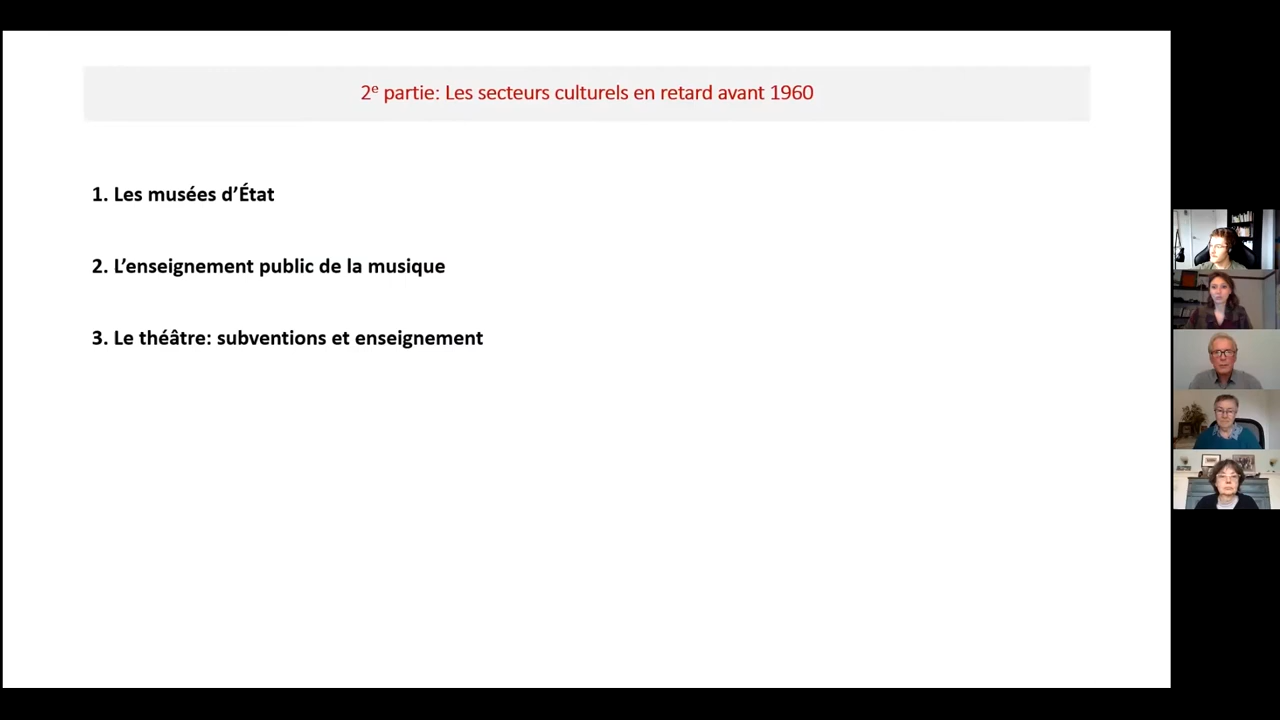 2e partie: Les secteurs culturels en retard avant 1960
1. Les musées d’État
2. L’enseignement public de la musique
3. Le théâtre: subventions et enseignement